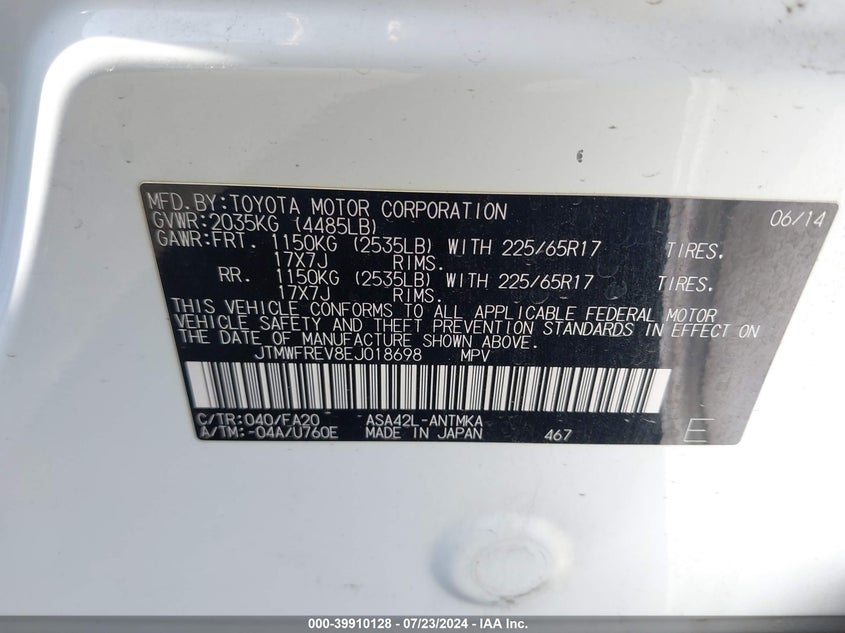 MFD.BY:TOYOTA MOTOR CORPORATION 06/14
GVWR:2035KG (4485LB)
GAWR:FRT. 1150KG (2535LB) WITH 225/65R17 TIRES.
17X7J RIMS.
RR. 1150KG (2535LB) WITH 225/65R17 TIRES.
17X7J RIMS.
THIS VEHICLE CONFORMS TO ALL APPLICABLE FEDERAL MOTOR
VEHICLE SAFETY AND THEFT PREVENTION STANDARDS IN EFFECT ON
THE DATE OF MANUFACTURE SHOWN ABOVE.
JTMWFREV8EJ018698 MPV
C/TR:040/FA20 ASA42L-ANTMKA
A/TM:-04A/U760E MADE IN JAPAN 467 E
000-39910128 - 07/23/2024 - IAA Inc.